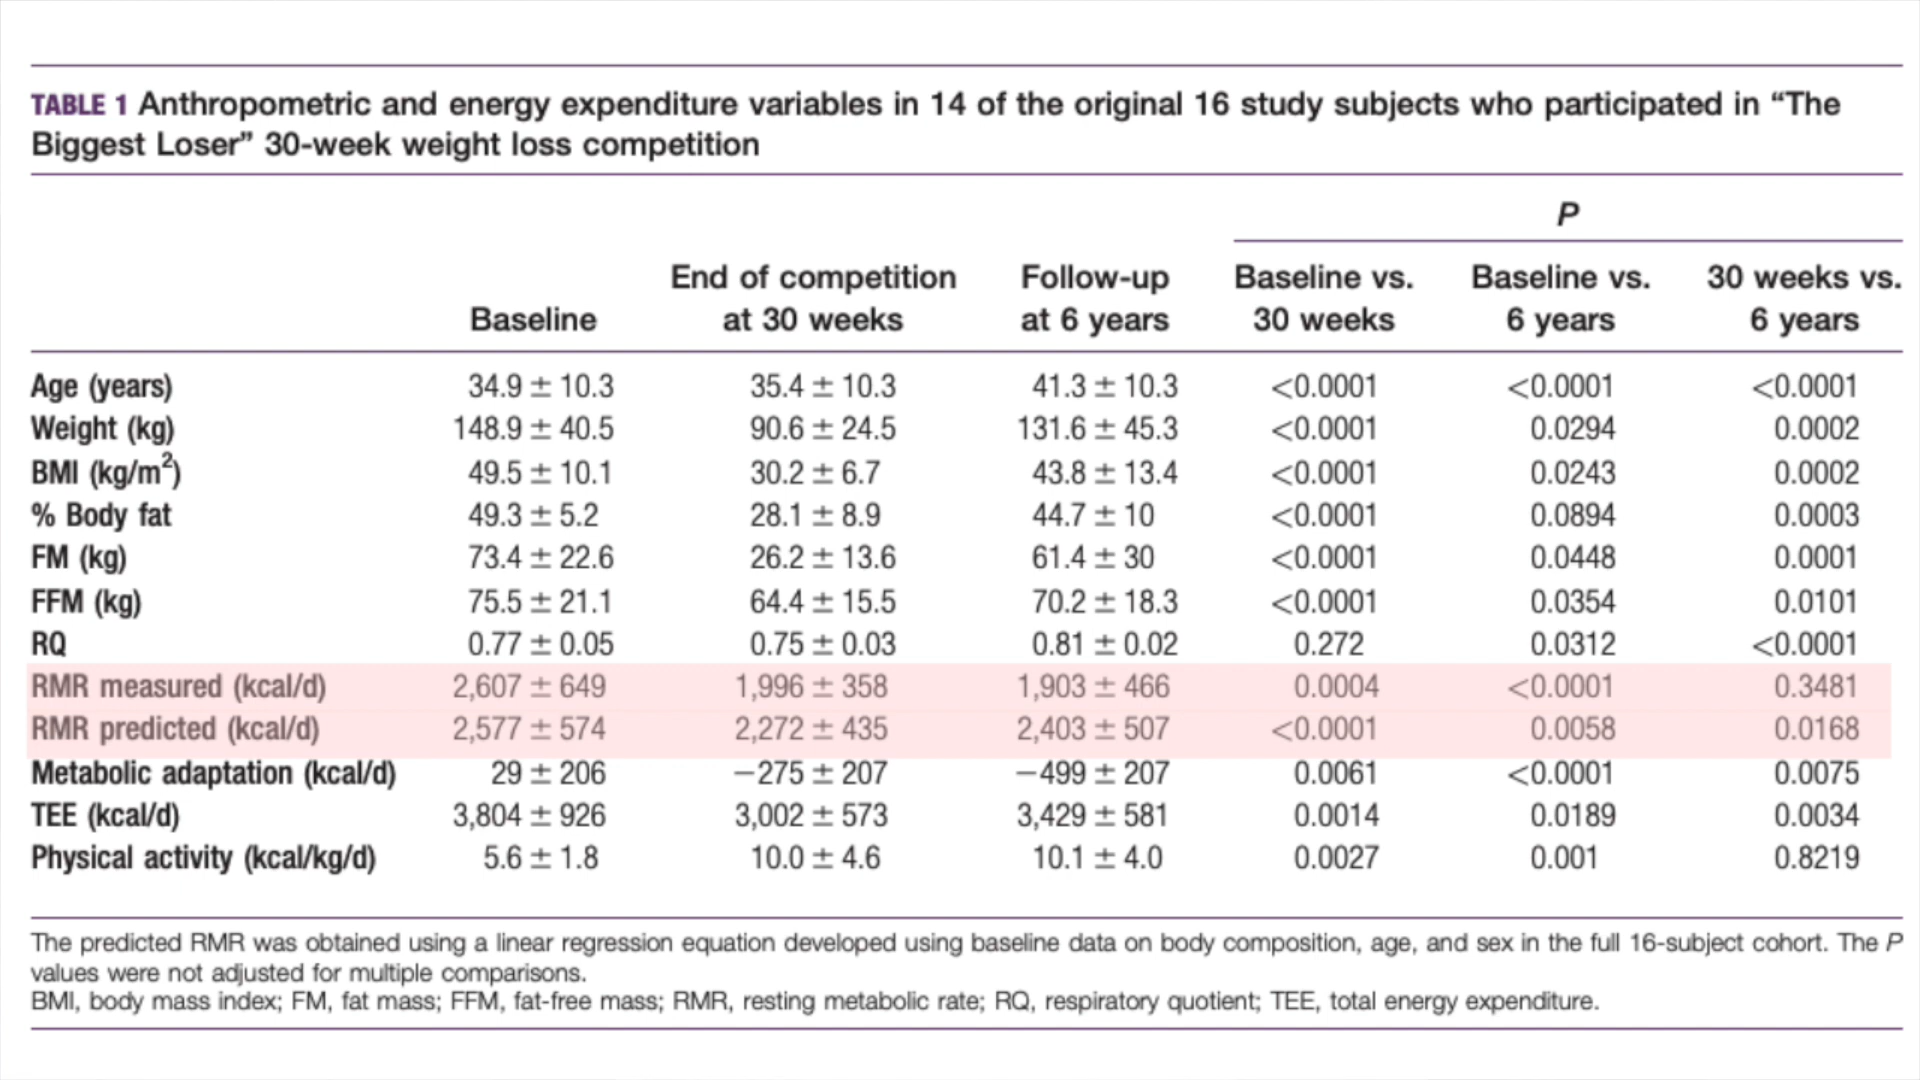 TABLE 1 Anthropometric and energy expenditure variables in 14 of the original 16 study subjects who participated in “The
Biggest Loser” 30-week weight loss competition
P
Baseline End of competition at 30 weeks Follow-up at 6 years Baseline vs. 30 weeks Baseline vs. 6 years 30 weeks vs. 6 years
Age (years) 34.9 ± 10.3 35.4 ± 10.3 41.3 ± 10.3 <0.0001 <0.0001 <0.0001
Weight (kg) 148.9 ± 40.5 90.6 ± 24.5 131.6 ± 45.3 <0.0001 0.0294 0.0002
BMI (kg/m²) 49.5 ± 10.1 30.2 ± 6.7 43.8 ± 13.4 <0.0001 0.0243 0.0002
% Body fat 49.3 ± 5.2 28.1 ± 8.9 44.7 ± 10 <0.0001 0.0894 0.0003
FM (kg) 73.4 ± 22.6 26.2 ± 13.6 61.4 ± 30 <0.0001 0.0448 0.0001
FFM (kg) 75.5 ± 21.1 64.4 ± 15.5 70.2 ± 18.3 <0.0001 0.0354 0.0101
RQ 0.77 ± 0.05 0.75 ± 0.03 0.81 ± 0.02 0.272 0.0312 <0.0001
RMR measured (kcal/d) 2,607 ± 649 1,996 ± 358 1,903 ± 466 0.0004 <0.0001 0.3481
RMR predicted (kcal/d) 2,577 ± 574 2,272 ± 435 2,403 ± 507 <0.0001 0.0058 0.0168
Metabolic adaptation (kcal/d) 29 ± 206 −275 ± 207 −499 ± 207 0.0061 <0.0001 0.0075
TEE (kcal/d) 3,804 ± 926 3,002 ± 573 3,429 ± 581 0.0014 0.0189 0.0034
Physical activity (kcal/kg/d) 5.6 ± 1.8 10.0 ± 4.6 10.1 ± 4.0 0.0027 0.001 0.8219
The predicted RMR was obtained using a linear regression equation developed using baseline data on body composition, age, and sex in the full 16-subject cohort. The P
values were not adjusted for multiple comparisons.
BMI, body mass index; FM, fat mass; FFM, fat-free mass; RMR, resting metabolic rate; RQ, respiratory quotient; TEE, total energy expenditure.